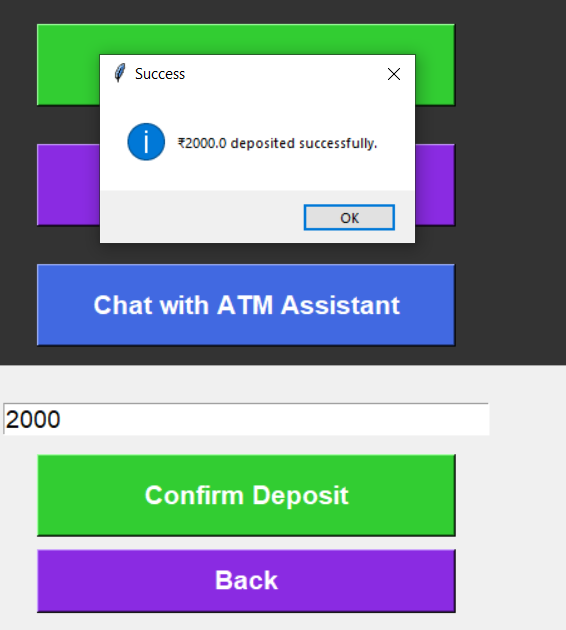 Success
₹2000.0 deposited successfully.
OK
Chat with ATM Assistant
2000
Confirm Deposit
Back